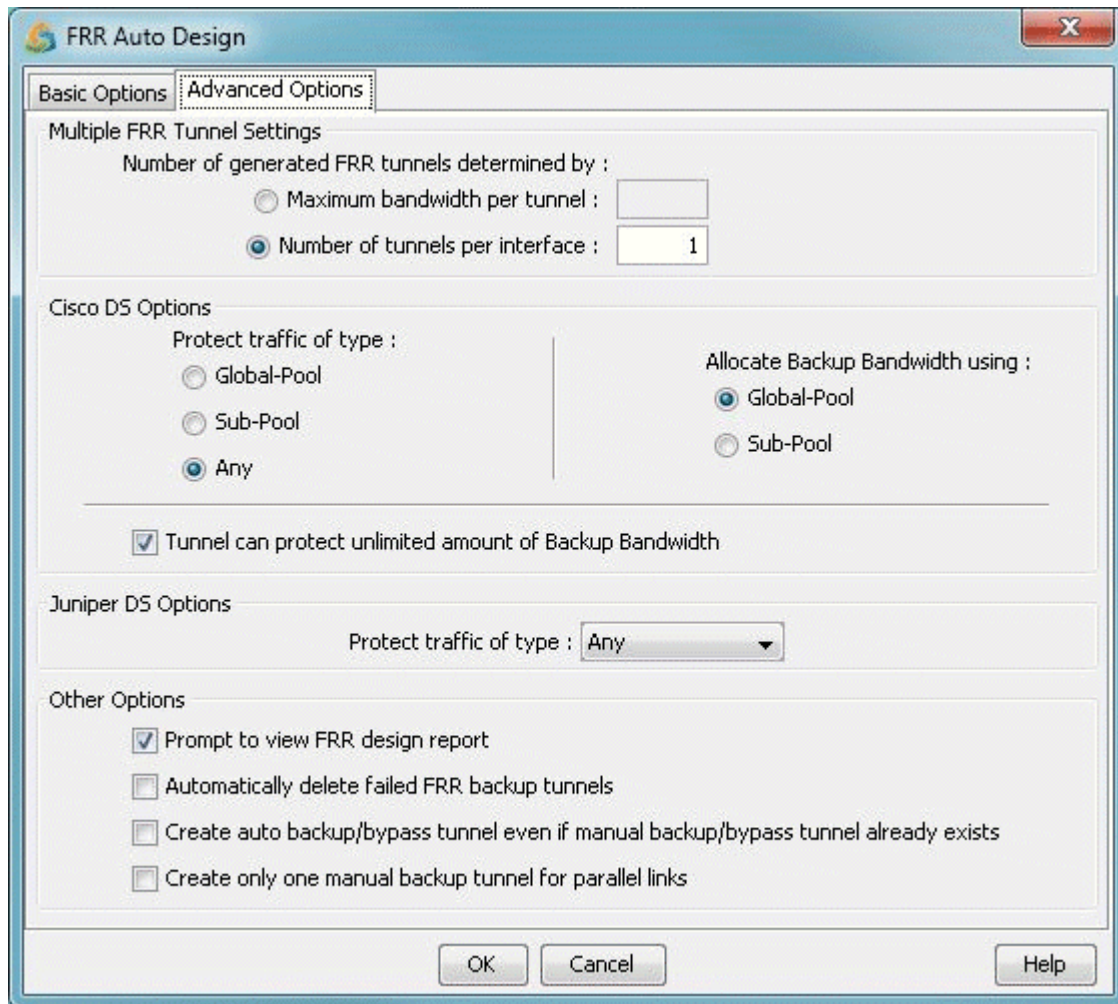 FRR Auto Design
Basic Options
Advanced Options
Multiple FRR Tunnel Settings
Number of generated FRR tunnels determined by :
Maximum bandwidth per tunnel :
Number of tunnels per interface : 1
Cisco DS Options
Protect traffic of type :
Global-Pool
Sub-Pool
Any
Allocate Backup Bandwidth using :
Global-Pool
Sub-Pool
Tunnel can protect unlimited amount of Backup Bandwidth
Juniper DS Options
Protect traffic of type : Any
Other Options
Prompt to view FRR design report
Automatically delete failed FRR backup tunnels
Create auto backup/bypass tunnel even if manual backup/bypass tunnel already exists
Create only one manual backup tunnel for parallel links
OK
Cancel
Help